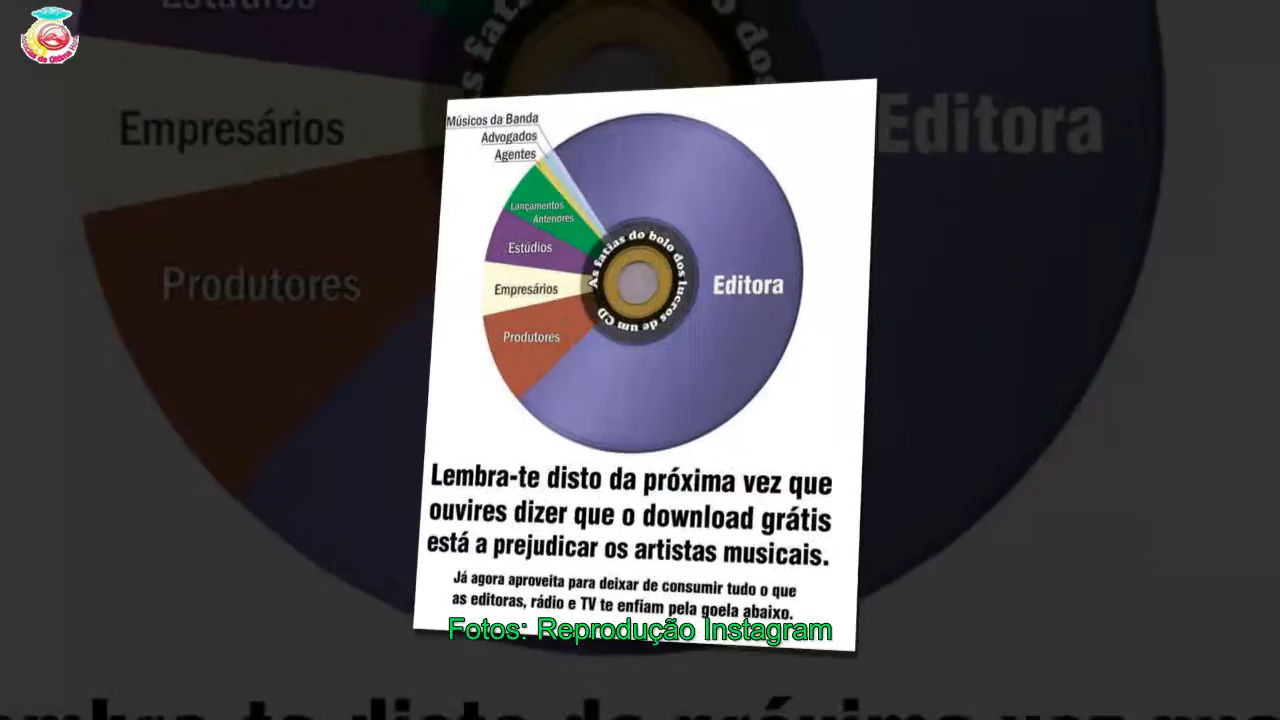 Músicos da Banda
Advogados
Agentes
Lançamentos
Anteriores
Estúdios
Empresários
Produtores
As fatias do bolo dos lucros de um CD
Editora
Lembra-te disto da próxima vez que
ouvires dizer que o download grátis
está a prejudicar os artistas musicais.
Já agora aproveita para deixar de consumir tudo o que
as editoras, rádio e TV te enfiam pela goela abaixo.
Fotos: Reprodução Instagram
Empresários
Produtores
Editora